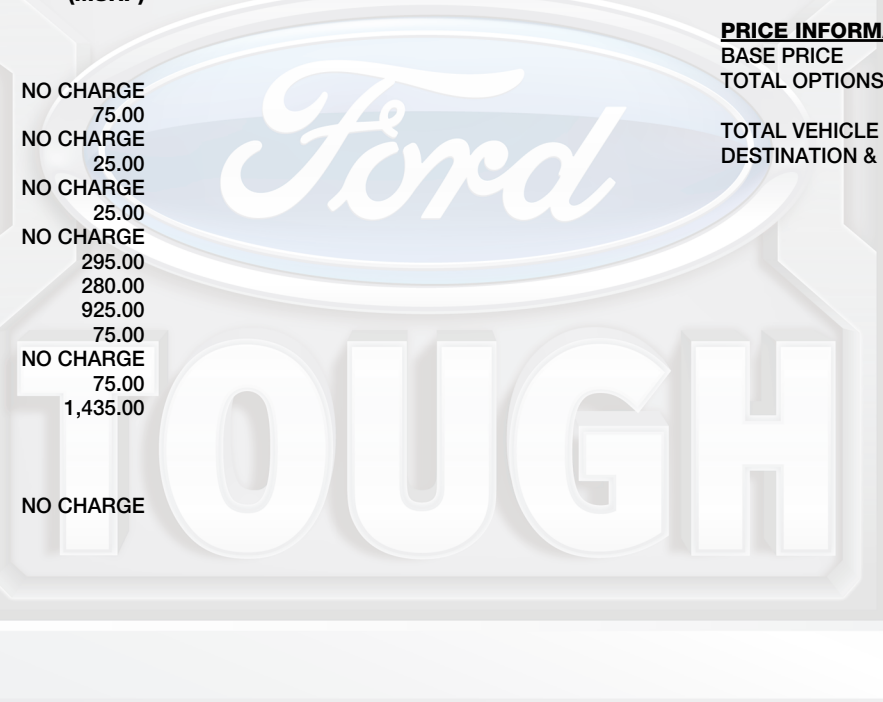 (MSRP)
NO CHARGE
75.00
NO CHARGE
25.00
NO CHARGE
25.00
NO CHARGE
295.00
280.00
925.00
75.00
NO CHARGE
75.00
1,435.00
NO CHARGE
PRICE INFORMA
BASE PRICE
TOTAL OPTIONS
TOTAL VEHICLE
DESTINATION &
Ford
TOUGH